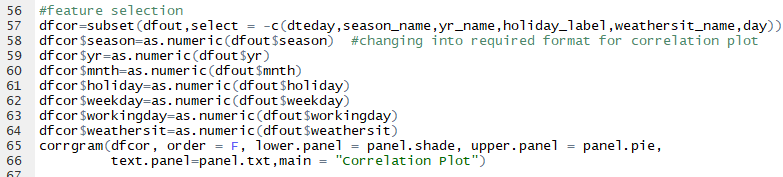 56 #feature selection
57 dfcor=subset(dfout,select = -c(dteday,season_name,yr_name,holiday_label,weathersit_name,day))
58 dfcor$season=as.numeric(dfout$season) #changing into required format for correlation plot
59 dfcor$yr=as.numeric(dfout$yr)
60 dfcor$mnth=as.numeric(dfout$mnth)
61 dfcor$holiday=as.numeric(dfout$holiday)
62 dfcor$weekday=as.numeric(dfout$weekday)
63 dfcor$workingday=as.numeric(dfout$workingday)
64 dfcor$weathersit=as.numeric(dfout$weathersit)
65 corrgram(dfcor, order = F, lower.panel = panel.shade, upper.panel = panel.pie,
66 text.panel=panel.txt,main = "Correlation Plot")
67